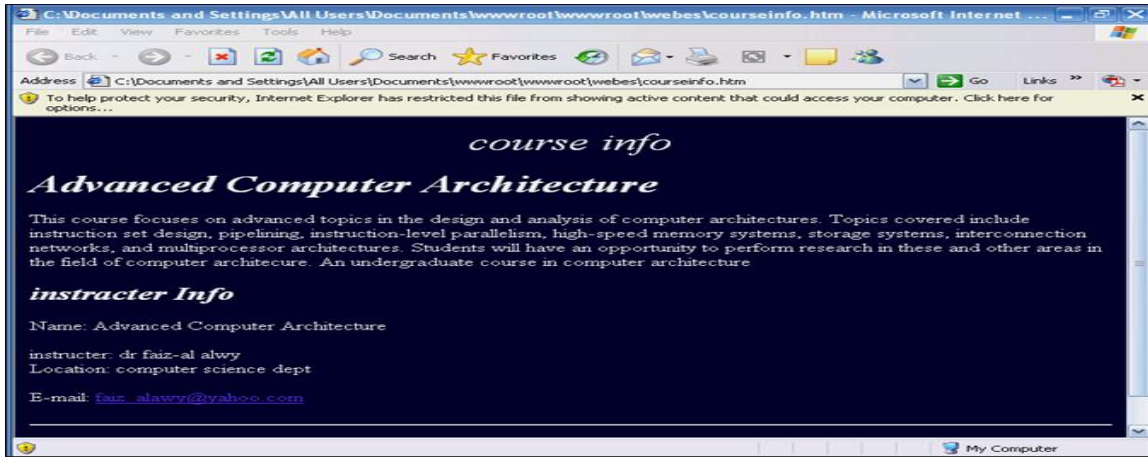 C:\Documents and Settings\All Users\Documents\wwwroot\wwwroot\webes\courseinfo.htm - Microsoft Internet ...
File Edit View Favorites Tools Help
Back Search Favorites
Address C:\Documents and Settings\All Users\Documents\wwwroot\wwwroot\webes\courseinfo.htm Go Links »
To help protect your security, Internet Explorer has restricted this file from showing active content that could access your computer. Click here for
options...
course info
Advanced Computer Architecture
This course focuses on advanced topics in the design and analysis of computer architectures. Topics covered include
instruction set design, pipelining, instruction-level parallelism, high-speed memory systems, storage systems, interconnection
networks, and multiprocessor architectures. Students will have an opportunity to perform research in these and other areas in
the field of computer architecure. An undergraduate course in computer architecture
instracter Info
Name: Advanced Computer Architecture
instructer: dr faiz-al alwy
Location: computer science dept
E-mail: faiz_alawy@yahoo.com
My Computer